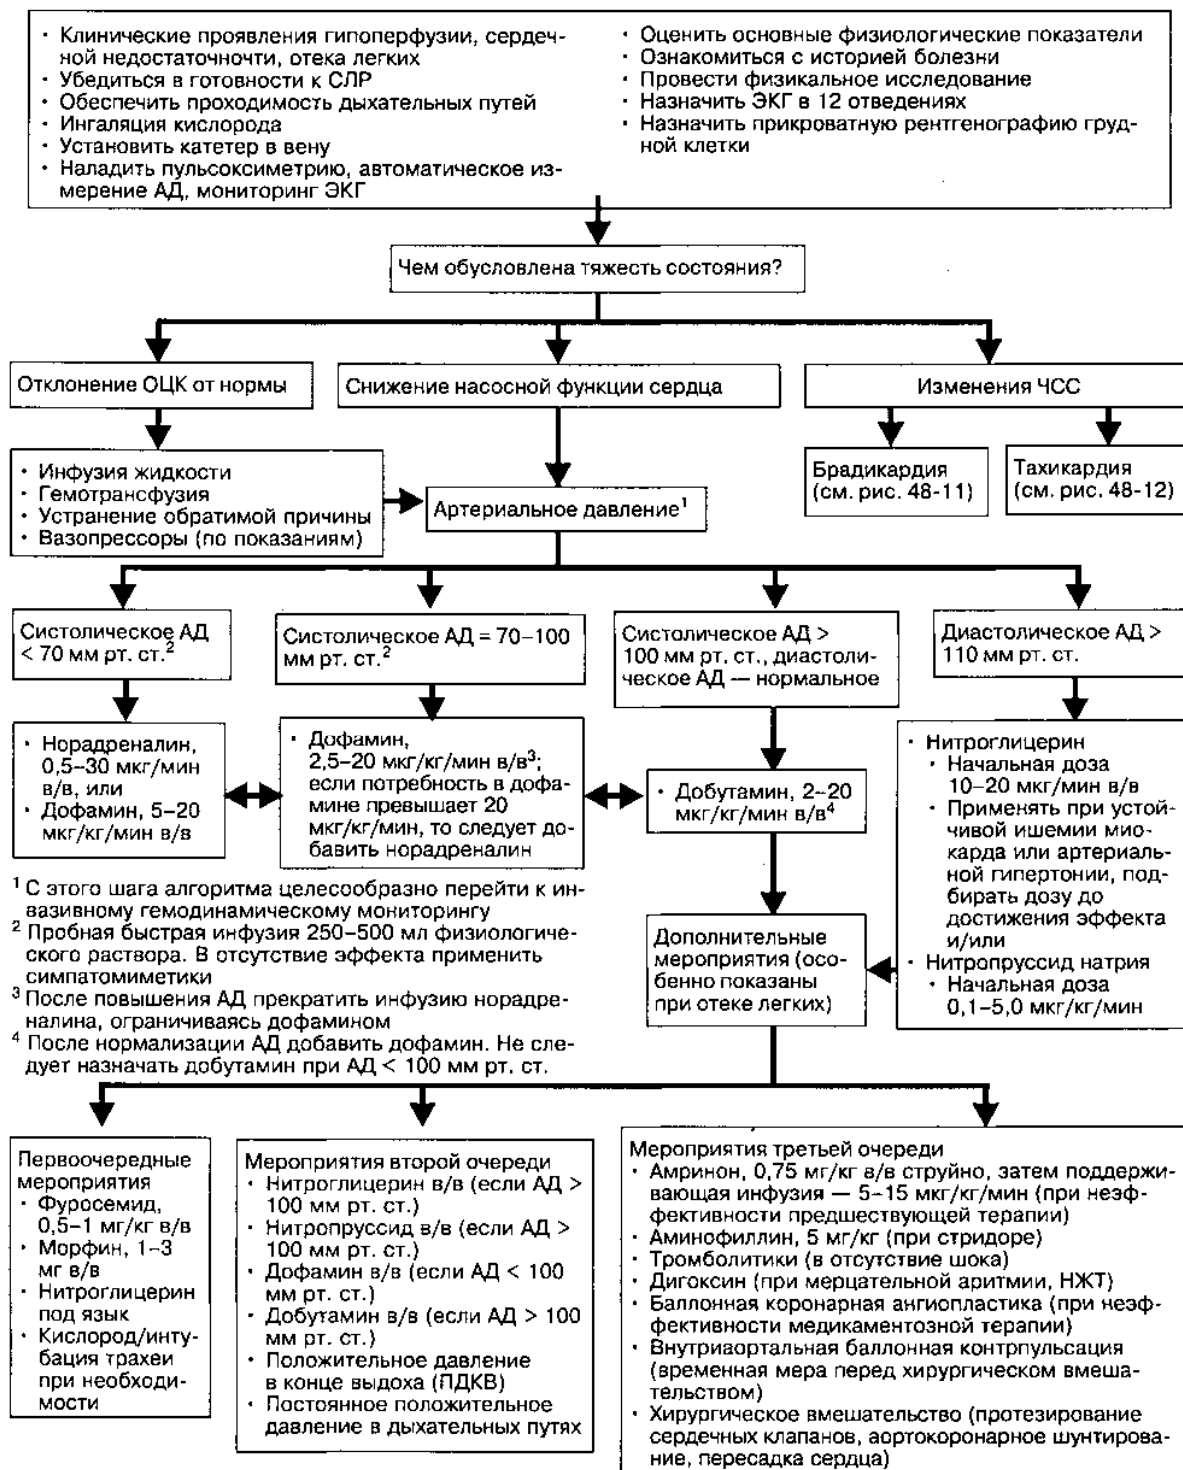 · Клинические проявления гипоперфузии, сердеч-
ной недостаточночти, отека легких
· Убедиться в готовности к СЛР
· Обеспечить проходимость дыхательных путей
· Ингаляция кислорода
· Установить катетер в вену
· Наладить пульсоксиметрию, автоматическое из-
мерение АД, мониторинг ЭКГ
· Оценить основные физиологические показатели
· Ознакомиться с историей болезни
· Провести физикальное исследование
· Назначить ЭКГ в 12 отведениях
· Назначить прикроватную рентгенографию груд-
ной клетки
Чем обусловлена тяжесть состояния?
Отклонение ОЦК от нормы
Снижение насосной функции сердца
Изменения ЧСС
· Инфузия жидкости
· Гемотрансфузия
· Устранение обратимой причины
· Вазопрессоры (по показаниям)
Артериальное давление¹
Брадикардия
(см. рис. 48-11)
Тахикардия
(см. рис. 48-12)
Систолическое АД
< 70 мм рт. ст.²
Систолическое АД = 70–100
мм рт. ст.²
Систолическое АД >
100 мм рт. ст., диастоли-
ическое АД — нормальное
Диастолическое АД >
110 мм рт. ст.
· Норадреналин,
0,5–30 мкг/мин
в/в, или
· Дофамин, 5–20
мкг/кг/мин в/в
· Дофамин,
2,5–20 мкг/кг/мин в/в³;
если потребность в дофа-
мине превышает 20
мкг/кг/мин, то следует до-
бавить норадреналин
· Добутамин, 2–20
мкг/кг/мин в/в⁴
· Нитроглицерин
· Начальная доза
10–20 мкг/мин в/в
· Применять при устой-
чивой ишемии мио-
карда или артериаль-
ной гипертонии, под-
бирать дозу до
достижения эффекта
и/или
· Нитропруссид натрия
· Начальная доза
0,1–5,0 мкг/кг/мин
¹ С этого шага алгоритма целесообразно перейти к ин-
вазивному гемодинамическому мониторингу
² Пробная быстрая инфузия 250–500 мл физиологиче-
ского раствора. В отсутствие эффекта применить
симпатомиметики
³ После повышения АД прекратить инфузию норадре-
налина, ограничиваясь дофамином
⁴ После нормализации АД добавить дофамин. Не сле-
дует назначать добутамин при АД < 100 мм рт. ст.
Дополнительные
мероприятия (осо-
бенно показаны
при отеке легких)
Первоочередные
мероприятия
· Фуросемид,
0,5–1 мг/кг в/в
· Морфин, 1–3
мг в/в
· Нитроглицерин
под язык
· Кислород/инту-
бация трахеи
при необходи-
мости
Мероприятия второй очереди
· Нитроглицерин в/в (если АД >
100 мм рт. ст.)
· Нитропруссид в/в (если АД >
100 мм рт. ст.)
· Дофамин в/в (если АД < 100
мм рт. ст.)
· Добутамин в/в (если АД > 100
мм рт. ст.)
· Положительное давление
в конце выдоха (ПДКВ)
· Постоянное положительное
давление в дыхательных путях
Мероприятия третьей очереди
· Амринон, 0,75 мг/кг в/в струйно, затем поддержи-
вающая инфузия — 5–15 мкг/кг/мин (при неэф-
фективности предшествующей терапии)
· Аминофиллин, 5 мг/кг (при стридоре)
· Тромболитики (в отсутствие шока)
· Дигоксин (при мерцательной аритмии, НЖТ)
· Баллонная коронарная ангиопластика (при неэф-
фективности медикаментозной терапии)
· Внутриаортальная баллонная контрпульсация
(временная мера перед хирургическом вмеша-
тельством)
· Хирургическое вмешательство (протезирование
сердечных клапанов, аортокоронарное шунтирова-
ние, пересадка сердца)